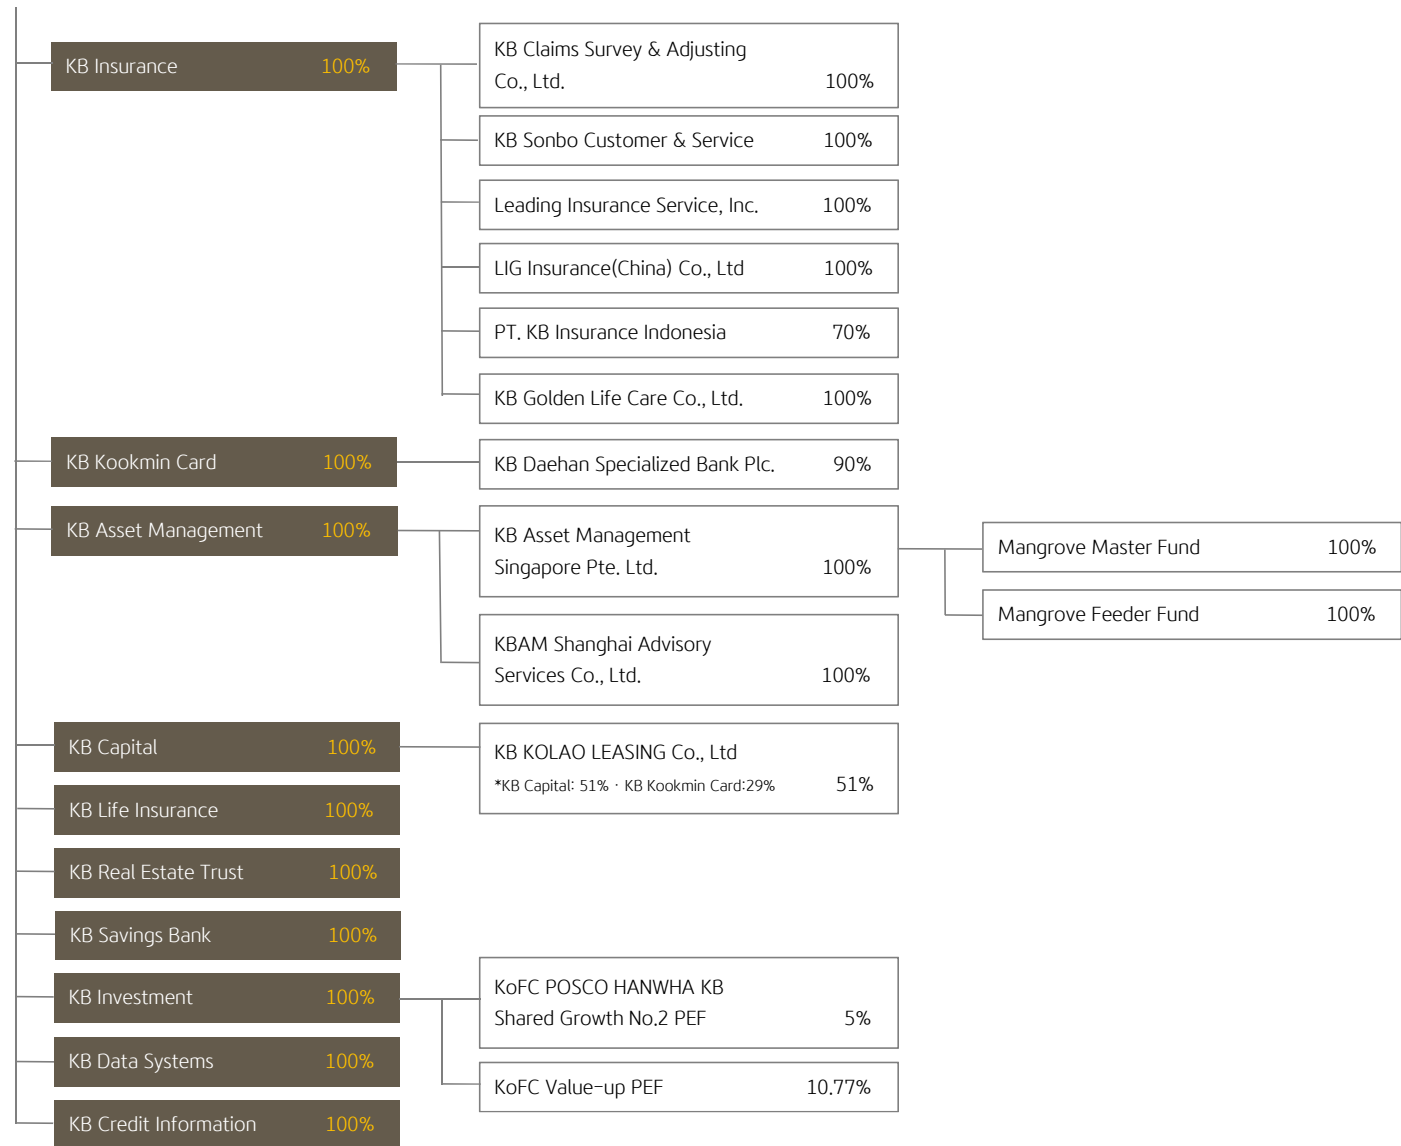 KB Insurance 100%
KB Claims Survey & Adjusting
Co., Ltd. 100%
KB Sonbo Customer & Service 100%
Leading Insurance Service, Inc. 100%
LIG Insurance(China) Co., Ltd 100%
PT. KB Insurance Indonesia 70%
KB Golden Life Care Co., Ltd. 100%
KB Kookmin Card 100%
KB Daehan Specialized Bank Plc. 90%
KB Asset Management 100%
KB Asset Management
Singapore Pte. Ltd. 100%
Mangrove Master Fund 100%
Mangrove Feeder Fund 100%
KBAM Shanghai Advisory
Services Co., Ltd. 100%
KB Capital 100%
KB KOLAO LEASING Co., Ltd
*KB Capital: 51% · KB Kookmin Card:29% 51%
KB Life Insurance 100%
KB Real Estate Trust 100%
KB Savings Bank 100%
KB Investment 100%
KoFC POSCO HANWHA KB
Shared Growth No.2 PEF 5%
KoFC Value-up PEF 10.77%
KB Data Systems 100%
KB Credit Information 100%